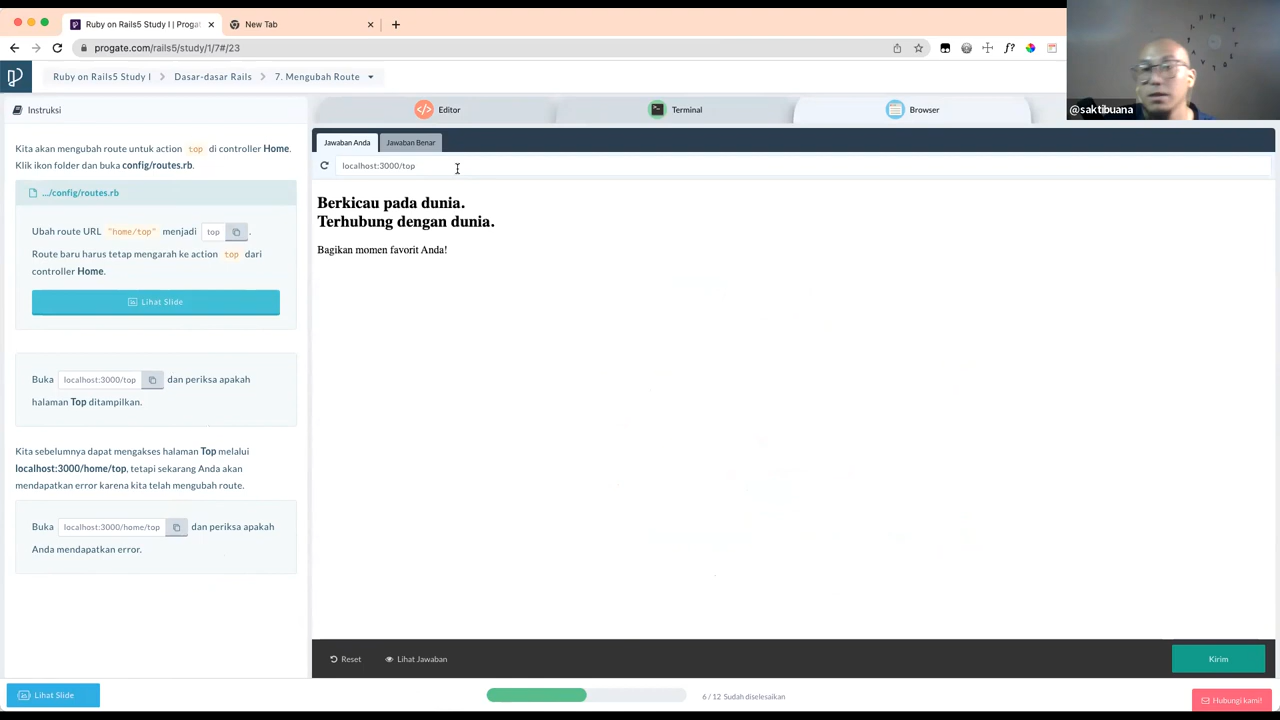 Ruby on Rails5 Study I | Progate
New Tab
progate.com/rails5/study/1/7#/23
Ruby on Rails5 Study I
Dasar-dasar Rails
7. Mengubah Route
@saktibuana
Instruksi
Editor
Terminal
Browser
Kita akan mengubah route untuk action top di controller Home.
Klik ikon folder dan buka config/routes.rb.
.../config/routes.rb
Ubah route URL "home/top" menjadi top .
Route baru harus tetap mengarah ke action top dari
controller Home.
Lihat Slide
Buka localhost:3000/top dan periksa apakah
halaman Top ditampilkan.
Kita sebelumnya dapat mengakses halaman Top melalui
localhost:3000/home/top, tetapi sekarang Anda akan
mendapatkan error karena kita telah mengubah route.
Buka localhost:3000/home/top dan periksa apakah
Anda mendapatkan error.
Jawaban Anda
Jawaban Benar
localhost:3000/top
Berkicau pada dunia.
Terhubung dengan dunia.
Bagikan momen favorit Anda!
Reset
Lihat Jawaban
Kirim
Lihat Slide
6 / 12 Sudah diselesaikan
Hubungi kami!